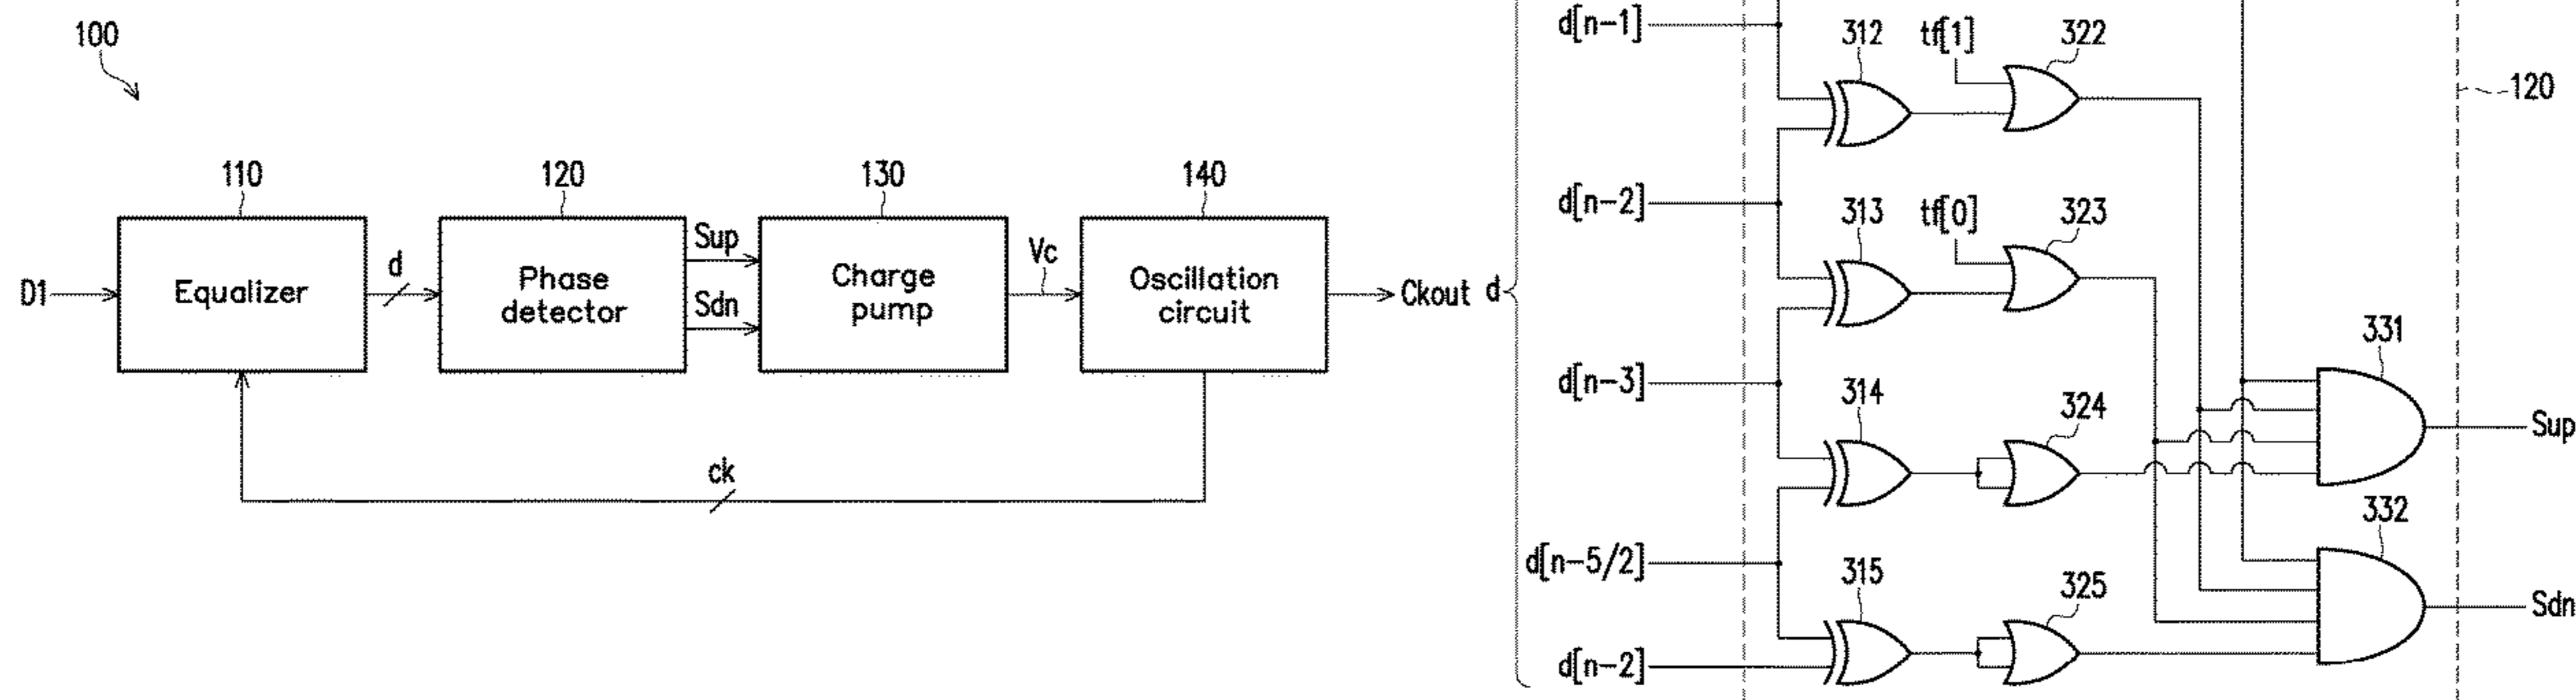 100
110
120
130
140
D1
Equalizer
d
Phase
detector
Sup
Sdn
Charge
pump
Vc
Oscillation
circuit
Ckout
ck
d
d[n-1]
312
tf[1]
322
120
d[n-2]
313
tf[0]
323
331
d[n-3]
314
324
Sup
332
d[n-5/2]
315
325
Sdn
d[n-2]